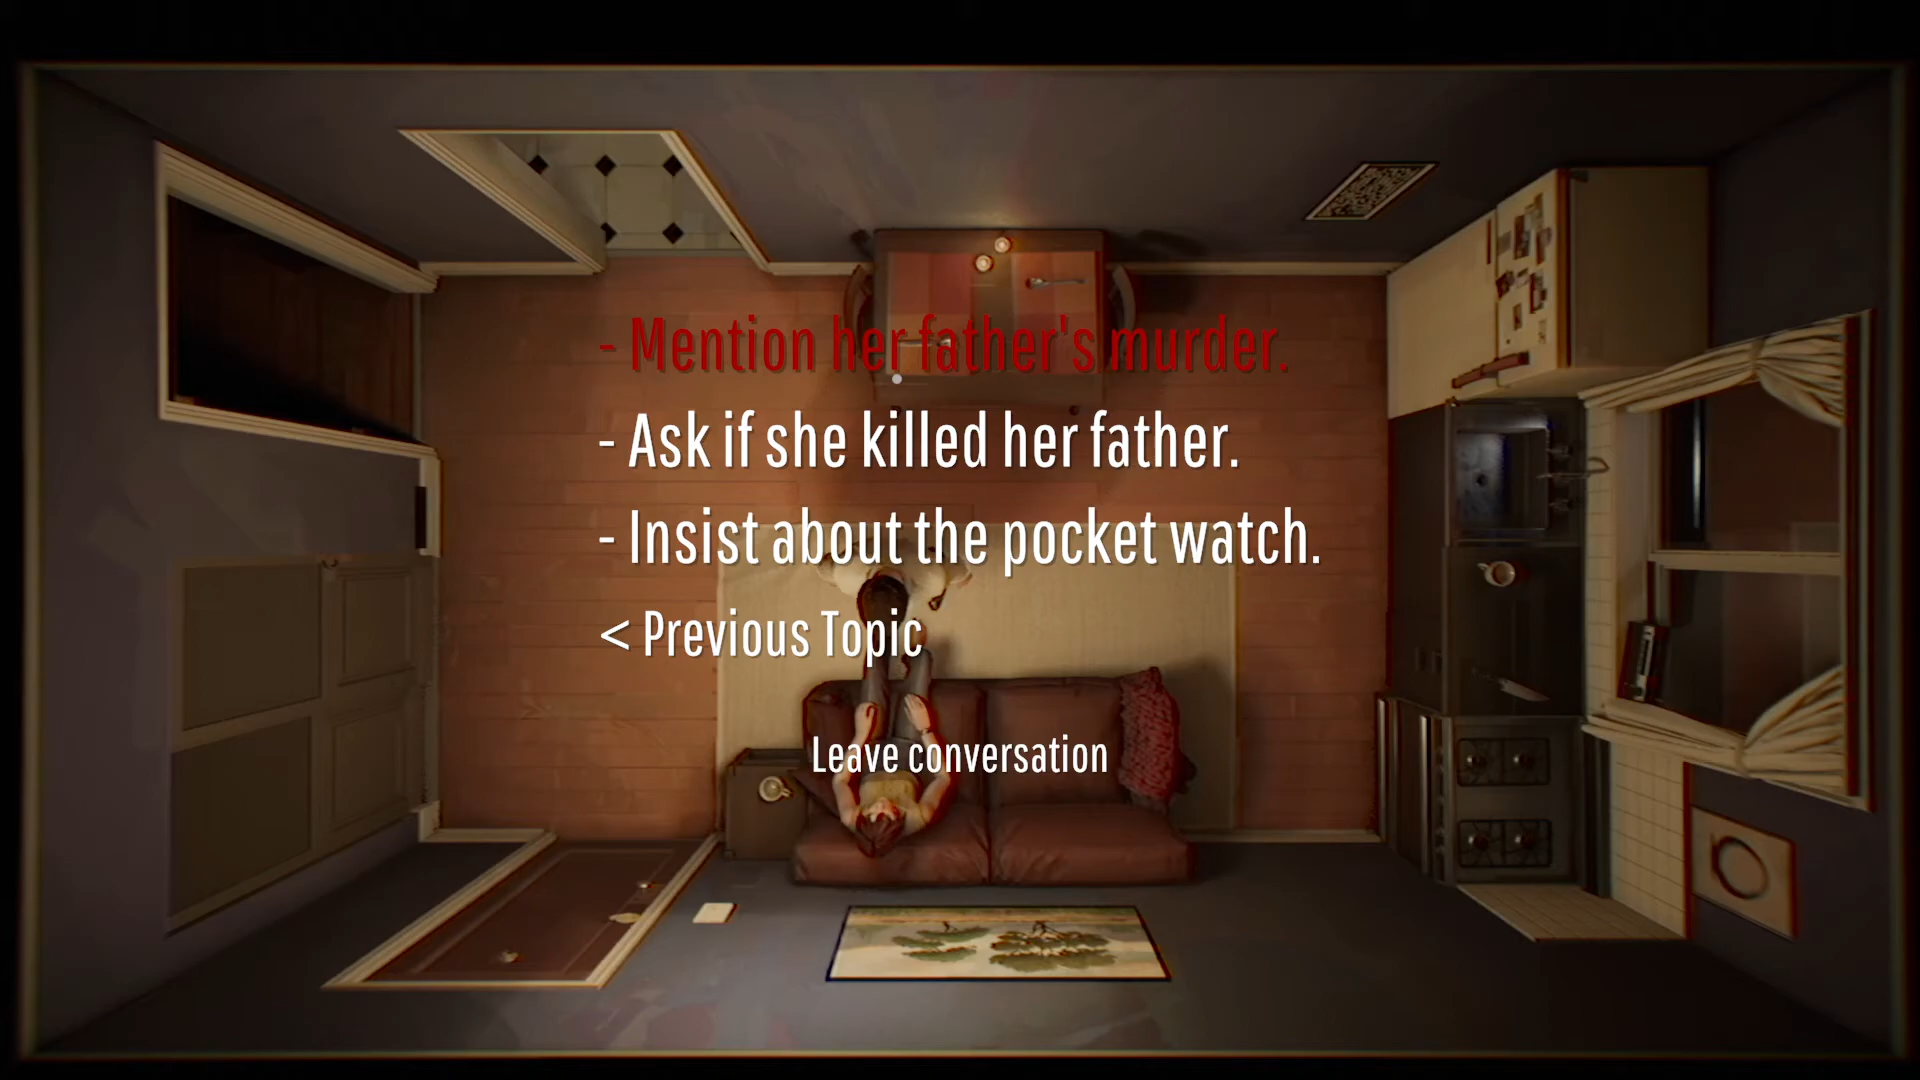 - Mention her father's murder.
- Ask if she killed her father.
- Insist about the pocket watch.
< Previous Topic
Leave conversation